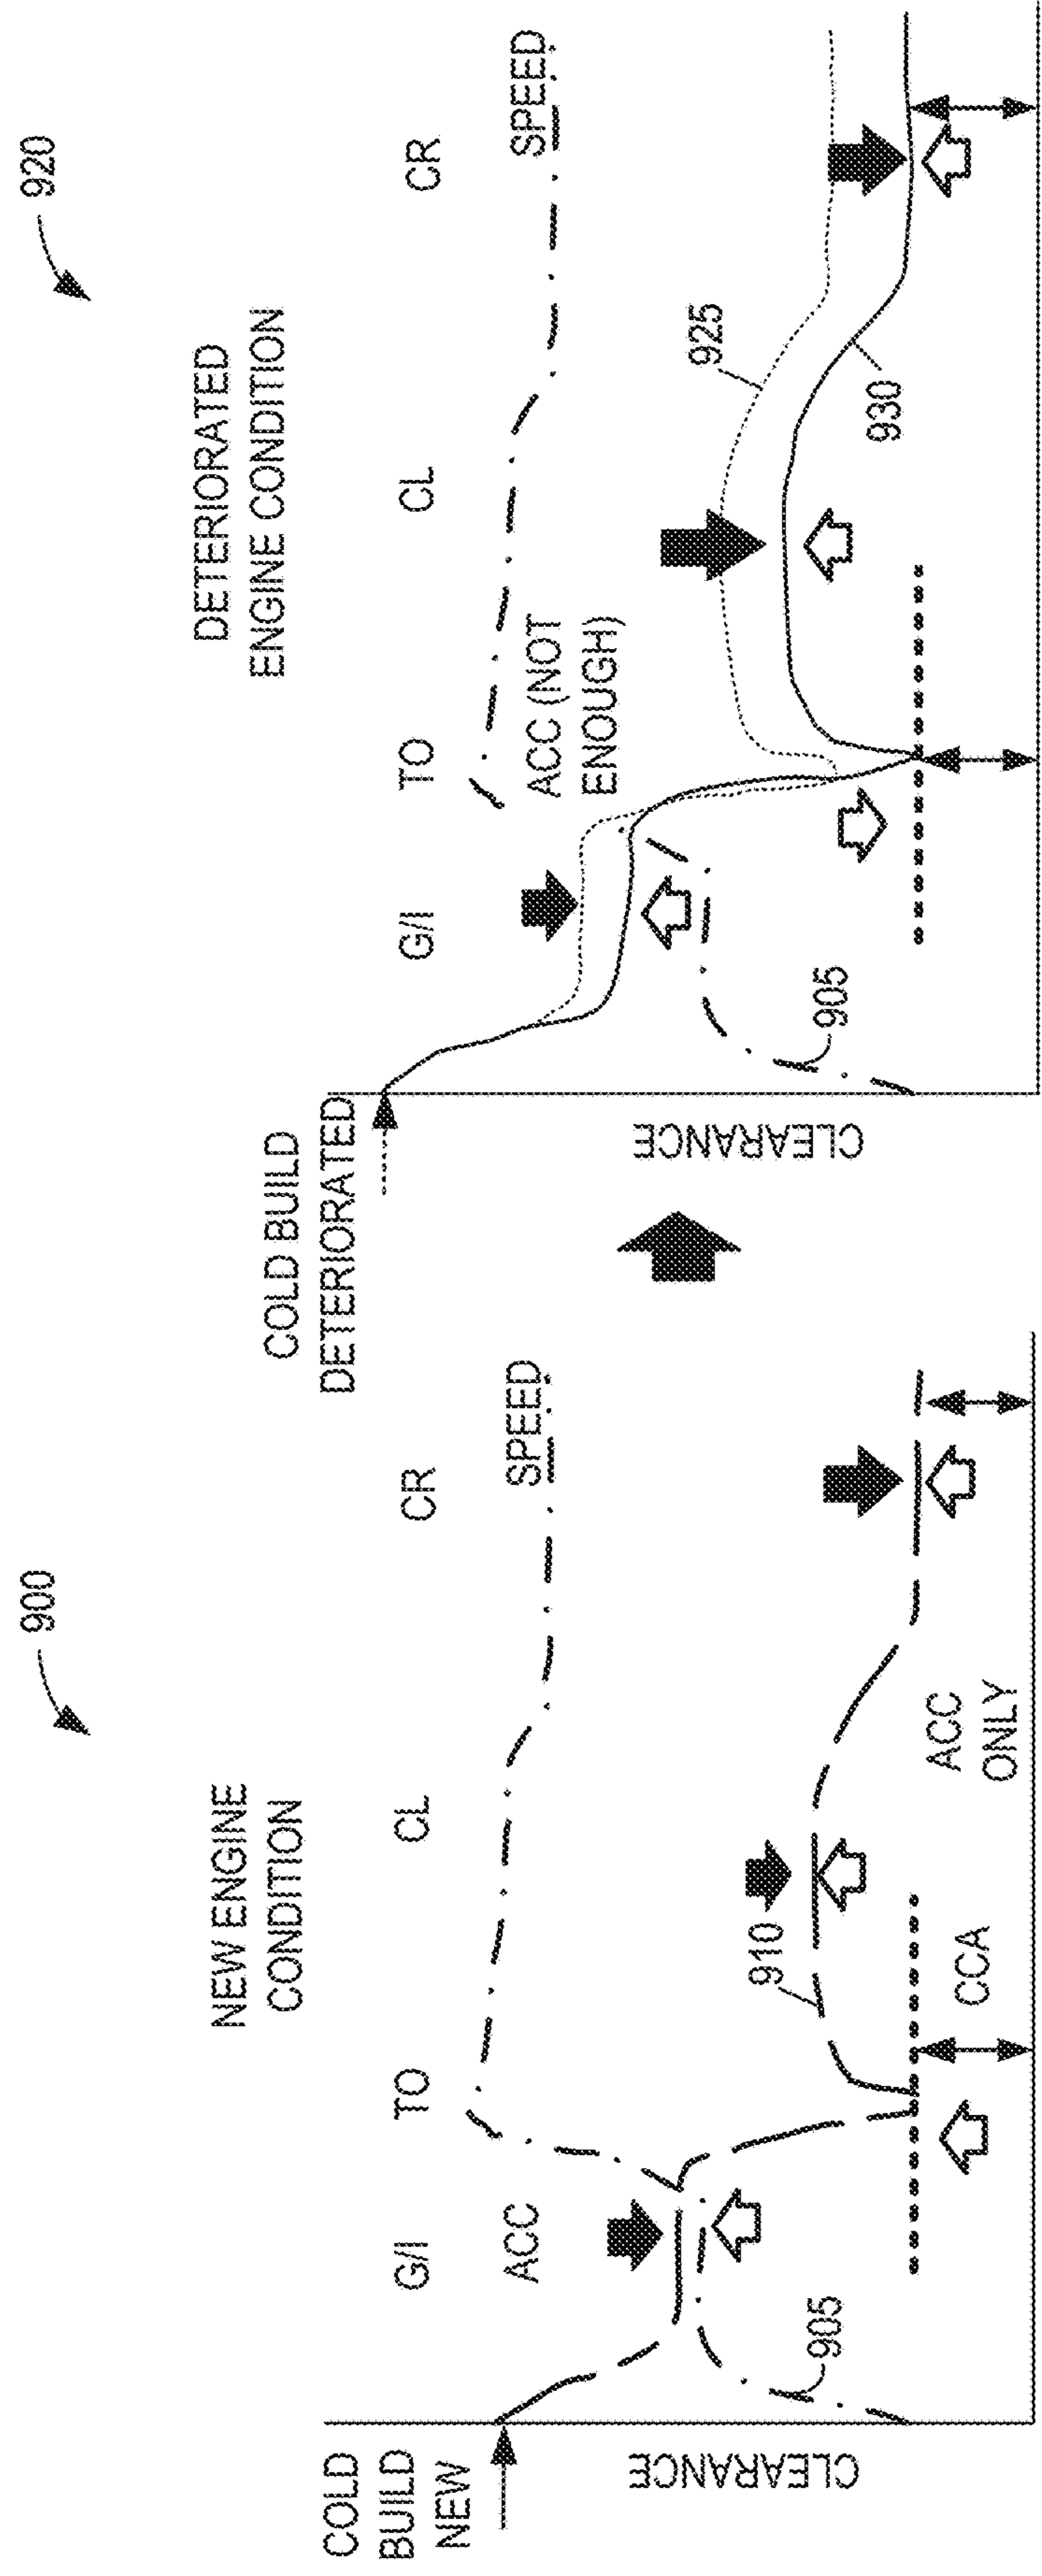 900
NEW ENGINE
CONDITION
G/I
TO
CL
CR
COLD
BUILD
NEW
ACC
SPEED
910
905
CLEARANCE
CCA
ACC
ONLY
920
DETERIORATED
ENGINE CONDITION
COLD BUILD
DETERIORATED
G/I
TO
CL
CR
SPEED
ACC (NOT
ENOUGH)
925
905
930
CLEARANCE